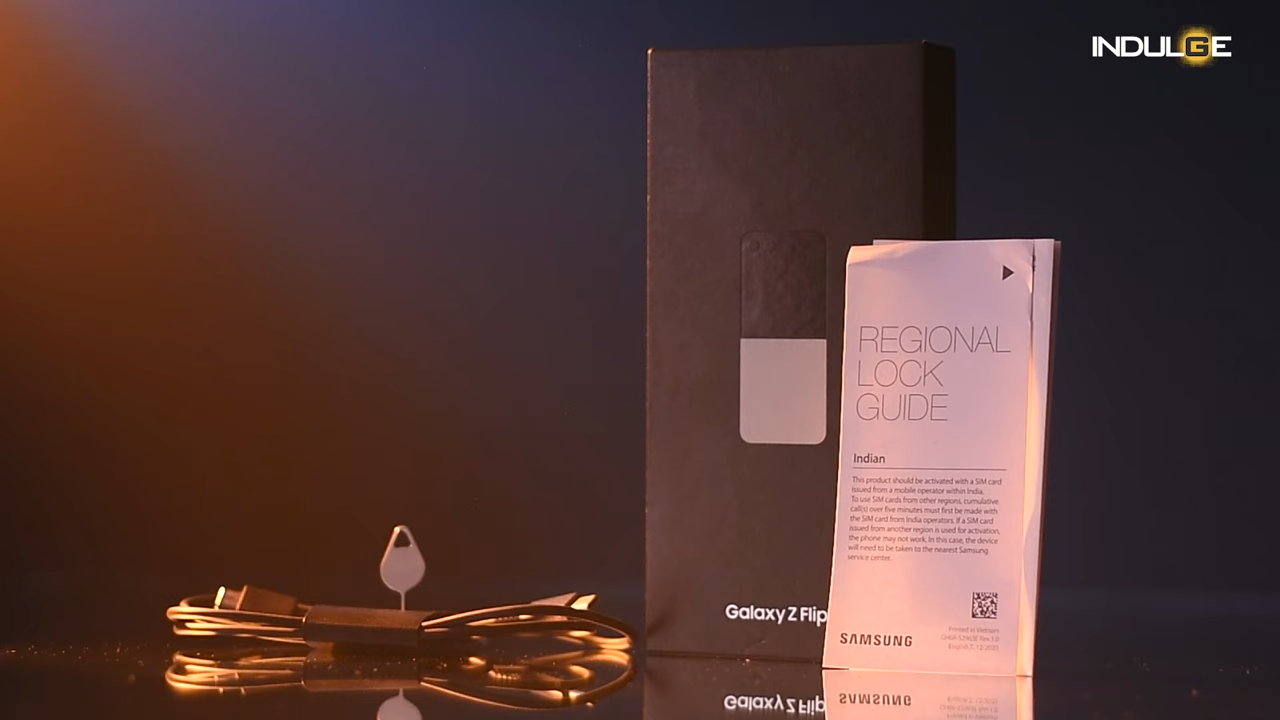 INDULGE
REGIONAL
LOCK
GUIDE
Indian
This product should be activated with a SIM card
issued from a mobile operator within India.
To use SIM cards from other regions, cumulative
call(s) over five minutes must first be made with
the SIM card from India operators. If a SIM card
issued from another region is used for activation,
the phone may not work. In this case, the device
will need to be taken to the nearest Samsung
service center.
Galaxy Z Flip
SAMSUNG
Printed in Vietnam